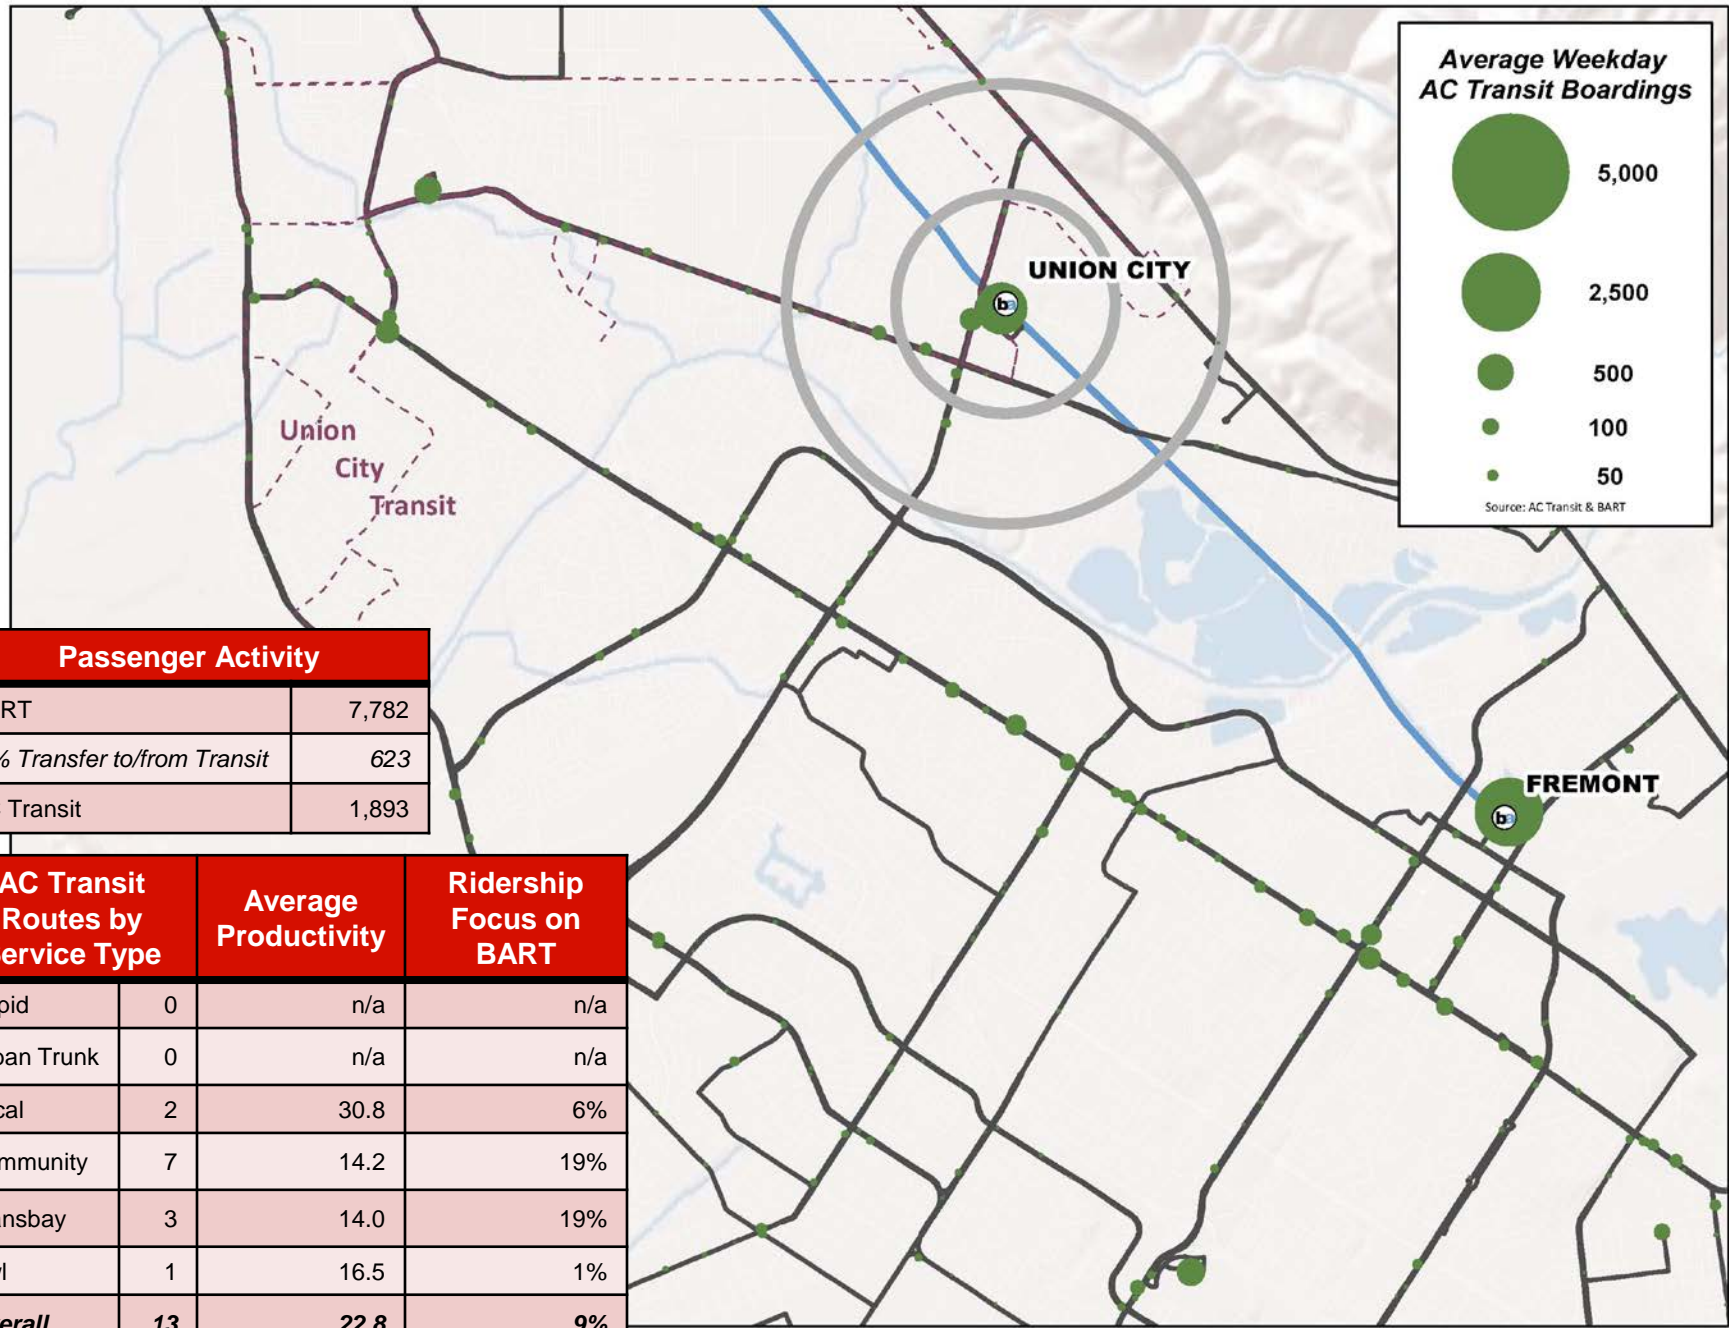 Average Weekday
AC Transit Boardings
5,000
2,500
500
100
50
Source: AC Transit & BART
UNION CITY
Union
City
Transit
FREMONT
Passenger Activity
RT 7,782
% Transfer to/from Transit 623
Transit 1,893
AC Transit Routes by ervice Type Average Productivity Ridership Focus on BART
pid 0 n/a n/a
ban Trunk 0 n/a n/a
cal 2 30.8 6%
mmunity 7 14.2 19%
ansbay 3 14.0 19%
vl 1 16.5 1%
erall 13 22.8 9%